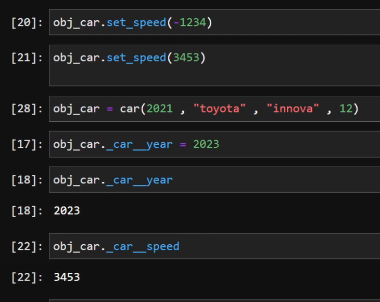 [20]: obj_car.set_speed(-1234)
[21]: obj_car.set_speed(3453)
[28]: obj_car = car(2021 , "toyota" , "innova" , 12)
[17]: obj_car._car__year = 2023
[18]: obj_car._car__year
[18]: 2023
[22]: obj_car._car__speed
[22]: 3453